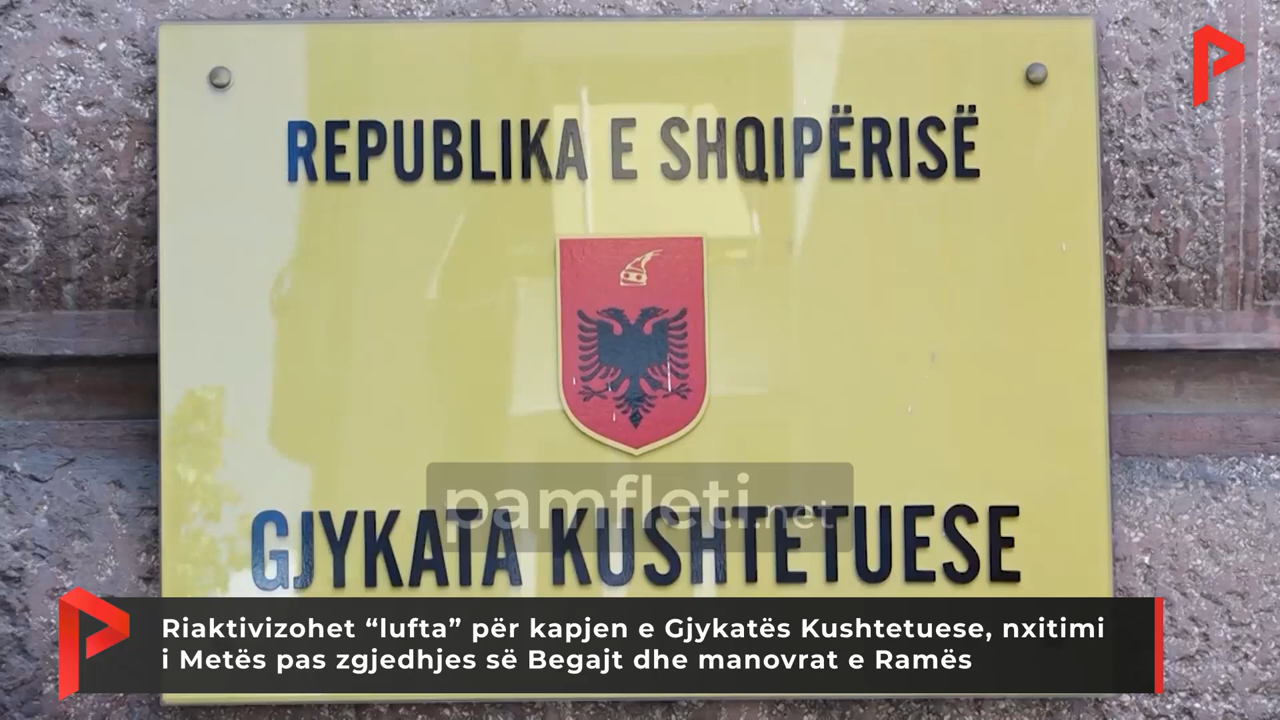 REPUBLIKA E SHQIPËRISË
pamfleti.net
GJYKATA KUSHTETUESE
Riaktivizohet “lufta” për kapjen e Gjykatës Kushtetuese, nxitimi
i Metës pas zgjedhjes së Begajt dhe manovrat e Ramës